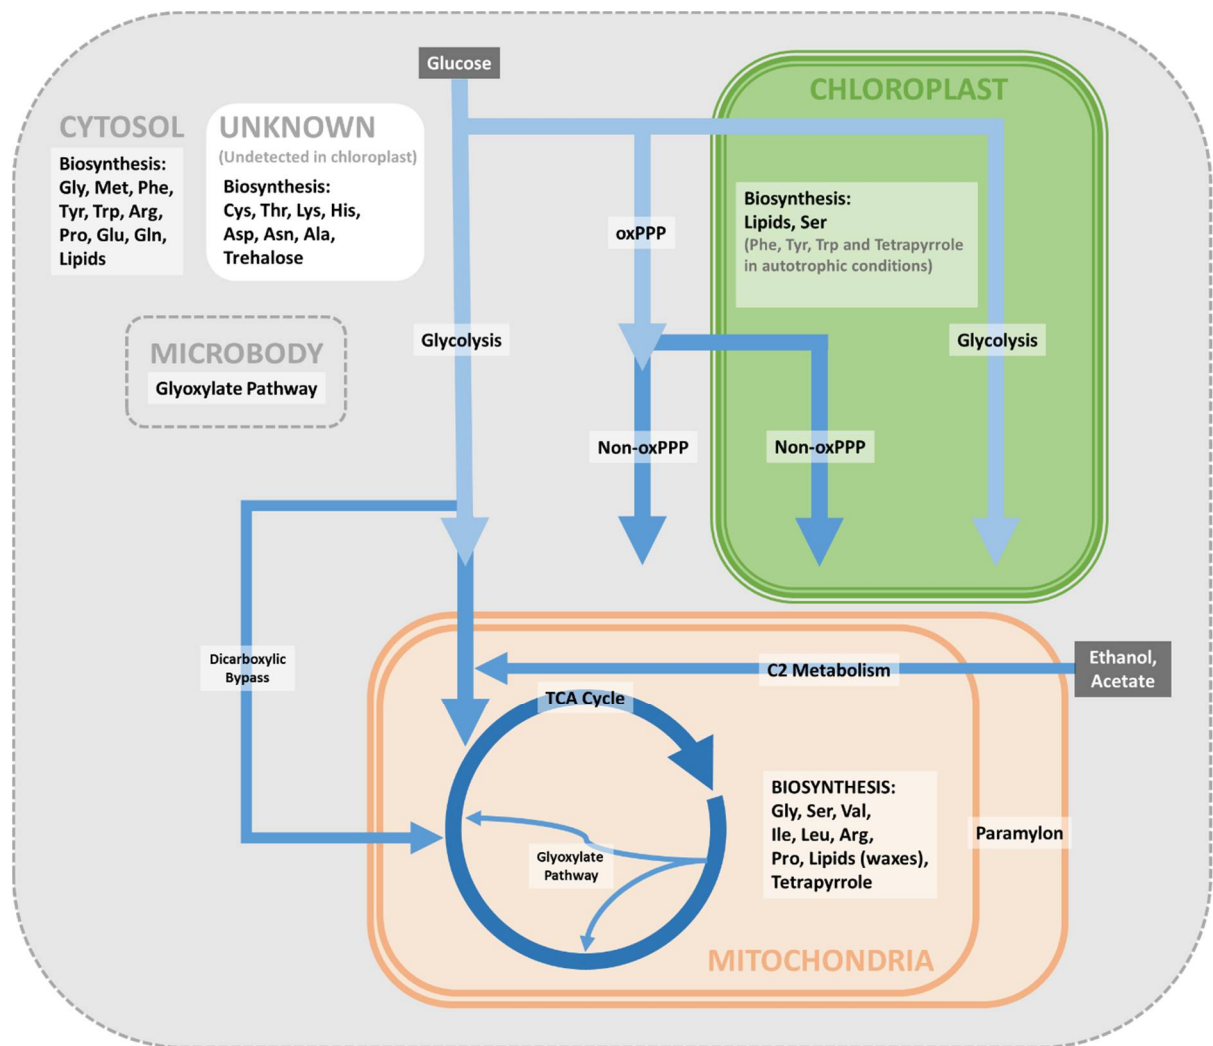 Glucose
CHLOROPLAST
CYTOSOL
Biosynthesis:
Gly, Met, Phe,
Tyr, Trp, Arg,
Pro, Glu, Gln,
Lipids
UNKNOWN
(Undetected in chloroplast)
Biosynthesis:
Cys, Thr, Lys, His,
Asp, Asn, Ala,
Trehalose
oxPPP
Biosynthesis:
Lipids, Ser
(Phe, Tyr, Trp and Tetrapyrrole
in autotrophic conditions)
MICROBODY
Glyoxylate Pathway
Glycolysis
Glycolysis
Non-oxPPP
Non-oxPPP
Dicarboxylic
Bypass
C2 Metabolism
Ethanol,
Acetate
TCA Cycle
Glyoxylate
Pathway
BIOSYNTHESIS:
Gly, Ser, Val,
Ile, Leu, Arg,
Pro, Lipids (waxes),
Tetrapyrrole
Paramylon
MITOCHONDRIA